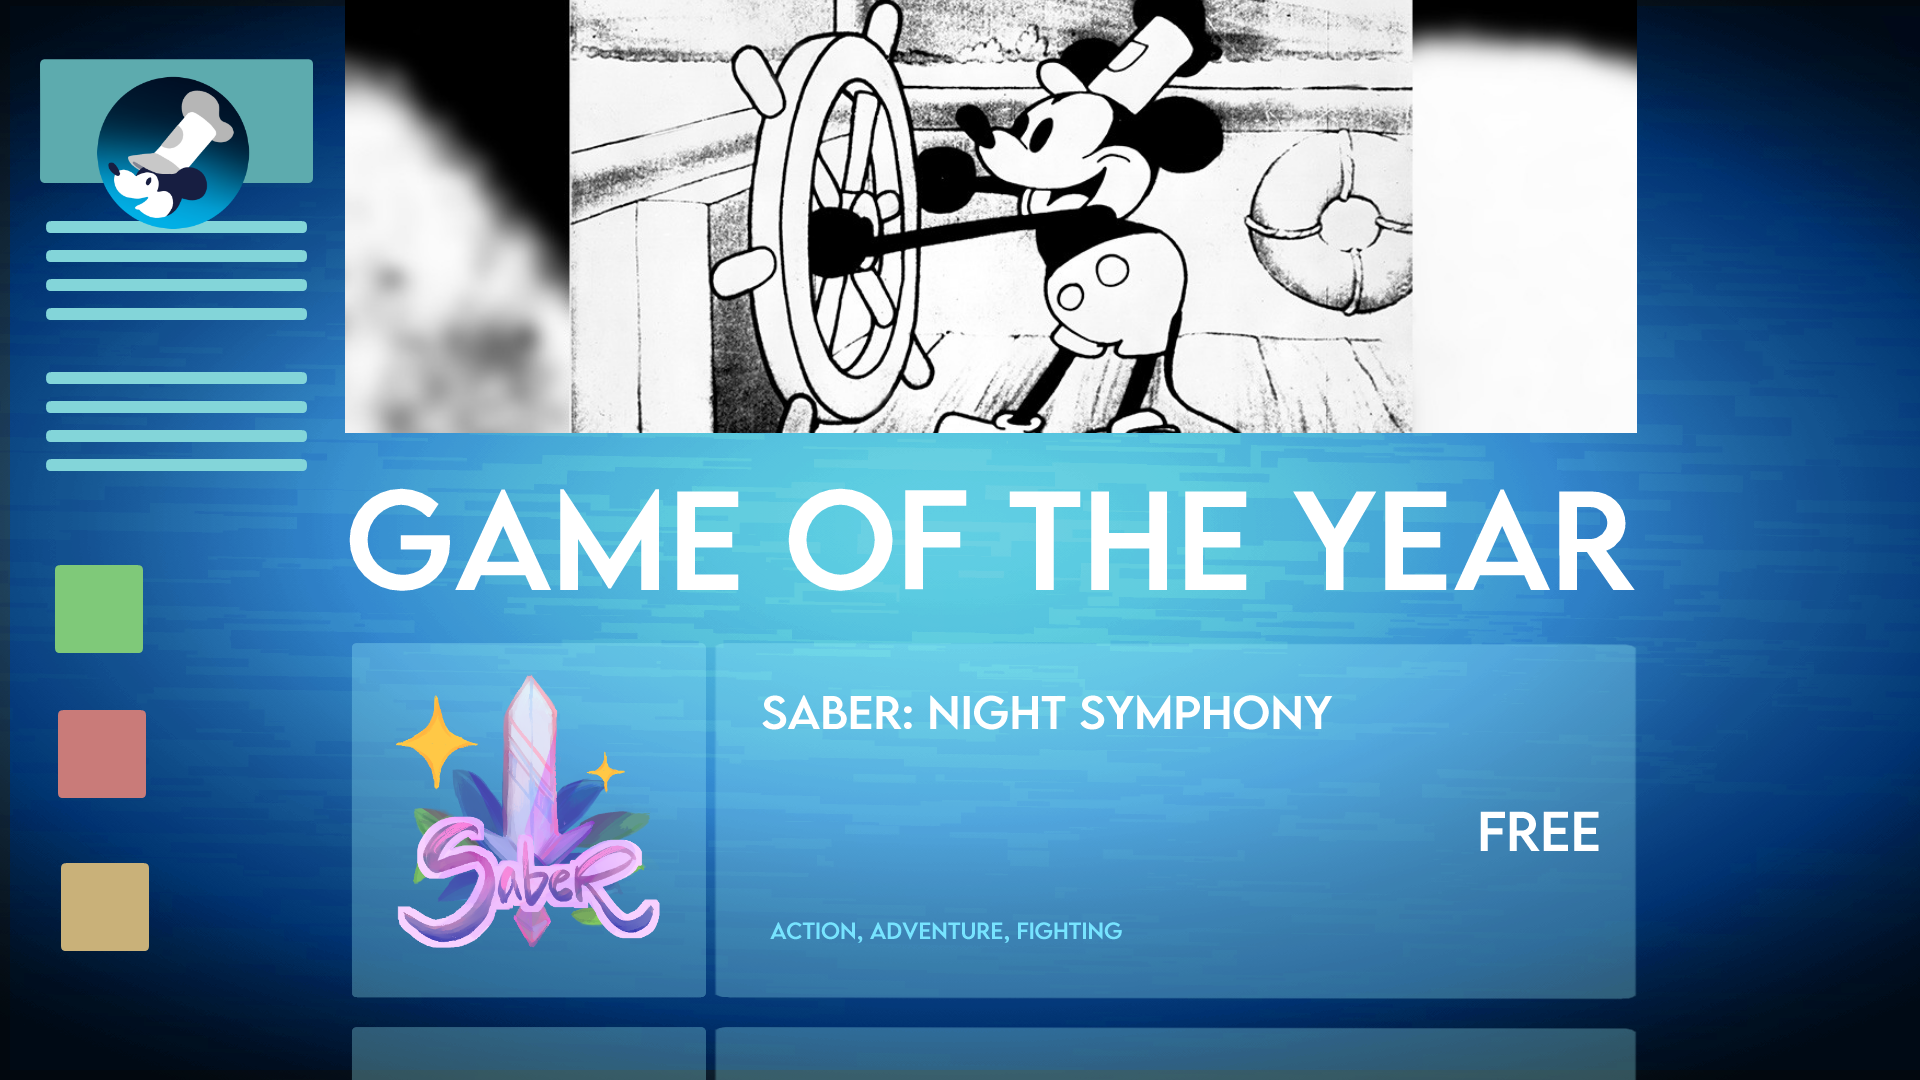 GAME OF THE YEAR
SABER: NIGHT SYMPHONY
FREE
Saber
ACTION, ADVENTURE, FIGHTING